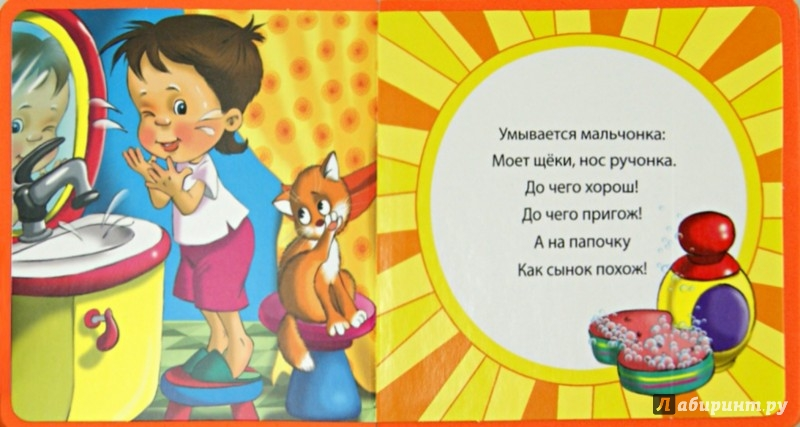 Умывается мальчонка:
Моет щёки, нос ручонка.
До чего хорош!
До чего пригож!
А на папочку
Как сынок похож!
Лабиринт.ру